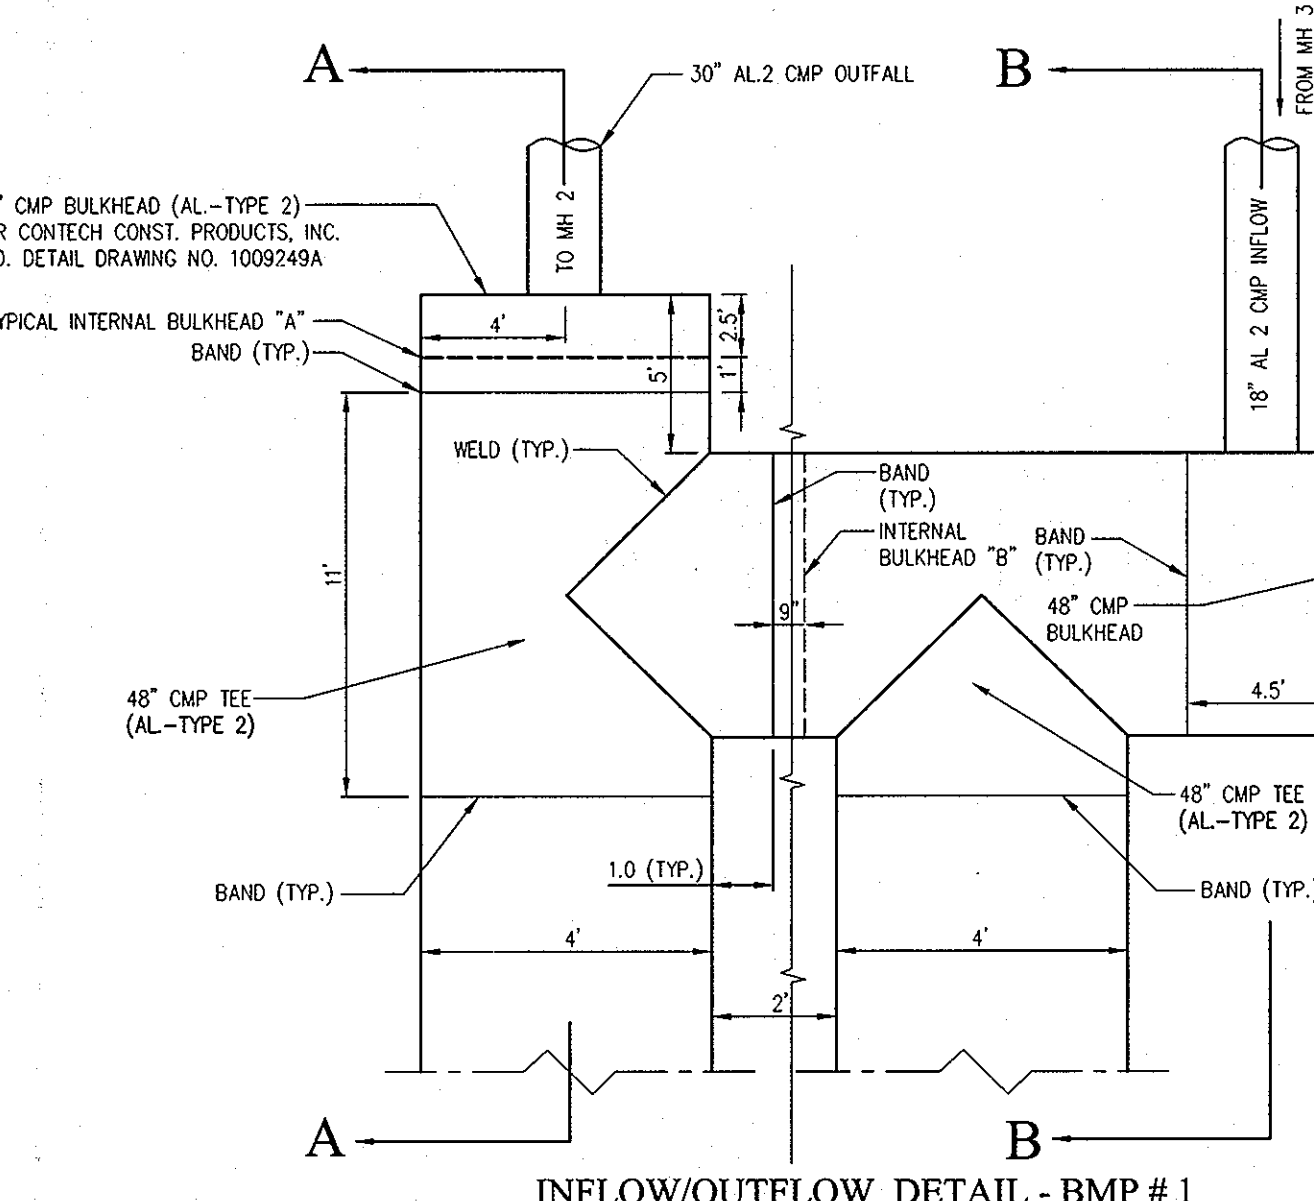 A
B
30" AL.2 CMP OUTFALL
FROM MH 3
CMP BULKHEAD (AL.-TYPE 2)
CONTECH CONST. PRODUCTS, INC.
DETAIL DRAWING NO. 1009249A
TO MH 2
18" AL 2 CMP INFLOW
TYPICAL INTERNAL BULKHEAD "A"
BAND (TYP.)
4'
2.5'
5'
1'
WELD (TYP.)
BAND
(TYP.)
INTERNAL
BULKHEAD "B"
BAND
(TYP.)
11'
9"
48" CMP
BULKHEAD
48" CMP TEE
(AL.-TYPE 2)
4.5'
48" CMP TEE
(AL.-TYPE 2)
1.0 (TYP.)
BAND (TYP.)
BAND (TYP.)
4'
4'
2'
A
B
INFLOW/OUTFLOW DETAIL - BMP # 1